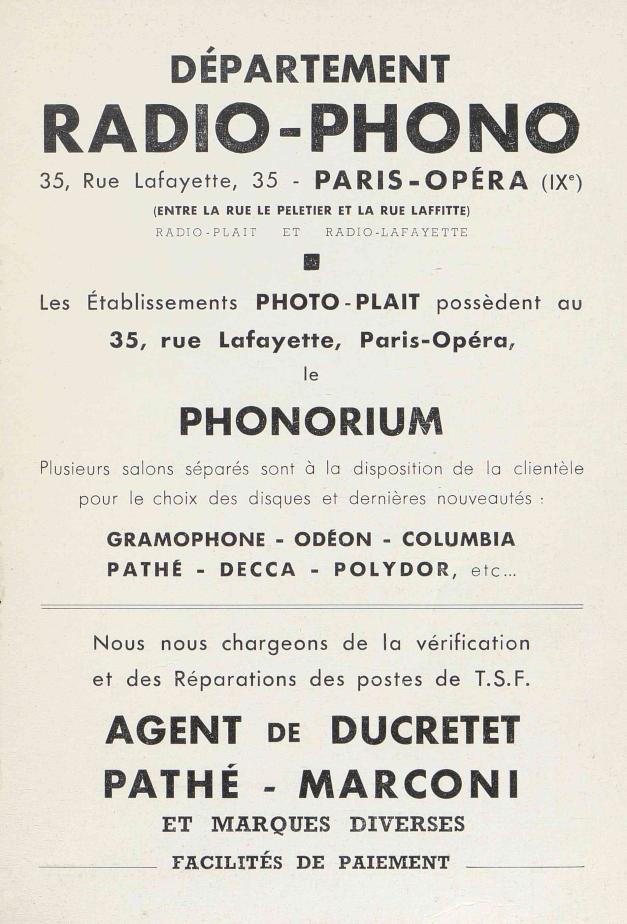 DÉPARTEMENT
RADIO-PHONO
35, Rue Lafayette, 35 - PARIS-OPÉRA (IXᵉ)
(ENTRE LA RUE LE PELETIER ET LA RUE LAFFITTE)
RADIO-PLAIT ET RADIO-LAFAYETTE
Les Établissements PHOTO-PLAIT possèdent au
35, rue Lafayette, Paris-Opéra,
le
PHONORIUM
Plusieurs salons séparés sont à la disposition de la clientèle
pour le choix des disques et dernières nouveautés :
GRAMOPHONE - ODÉON - COLUMBIA
PATHÉ - DECCA - POLYDOR, etc...
Nous nous chargeons de la vérification
et des Réparations des postes de T.S.F.
AGENT DE DUCRETET
PATHÉ - MARCONI
ET MARQUES DIVERSES
FACILITÉS DE PAIEMENT